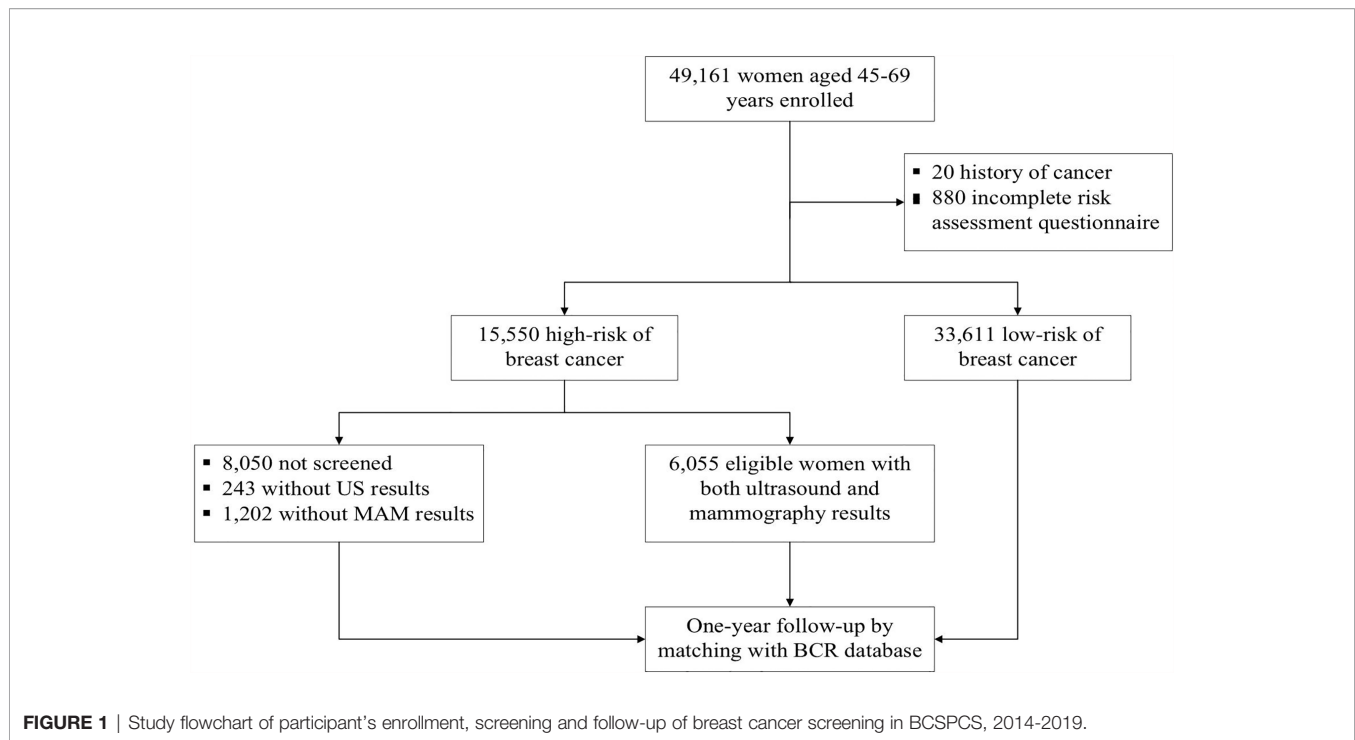 49,161 women aged 45-69
years enrolled
▪ 20 history of cancer
▪ 880 incomplete risk
assessment questionnaire
15,550 high-risk of
breast cancer
33,611 low-risk of
breast cancer
▪ 8,050 not screened
▪ 243 without US results
▪ 1,202 without MAM results
6,055 eligible women with
both ultrasound and
mammography results
One-year follow-up by
matching with BCR database
FIGURE 1 | Study flowchart of participant’s enrollment, screening and follow-up of breast cancer screening in BCSPCS, 2014-2019.